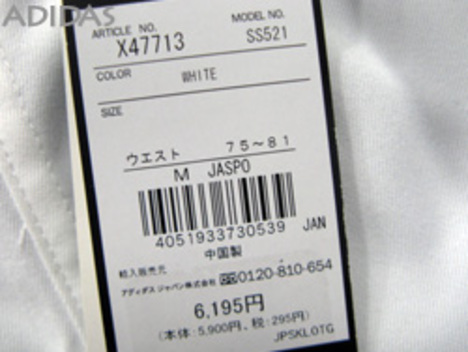 ADIDAS
ARTICLE NO. MODEL NO.
X47713 SS521
COLOR WHITE
SIZE
ウエスト 75~81
M JASPO
4051933730539 JAN
中国製
輸入販売元
アディダス ジャパン株式会社 0120-810-654
6,195円
(本体:5,900円, 税:295円)
JPSKLOTG